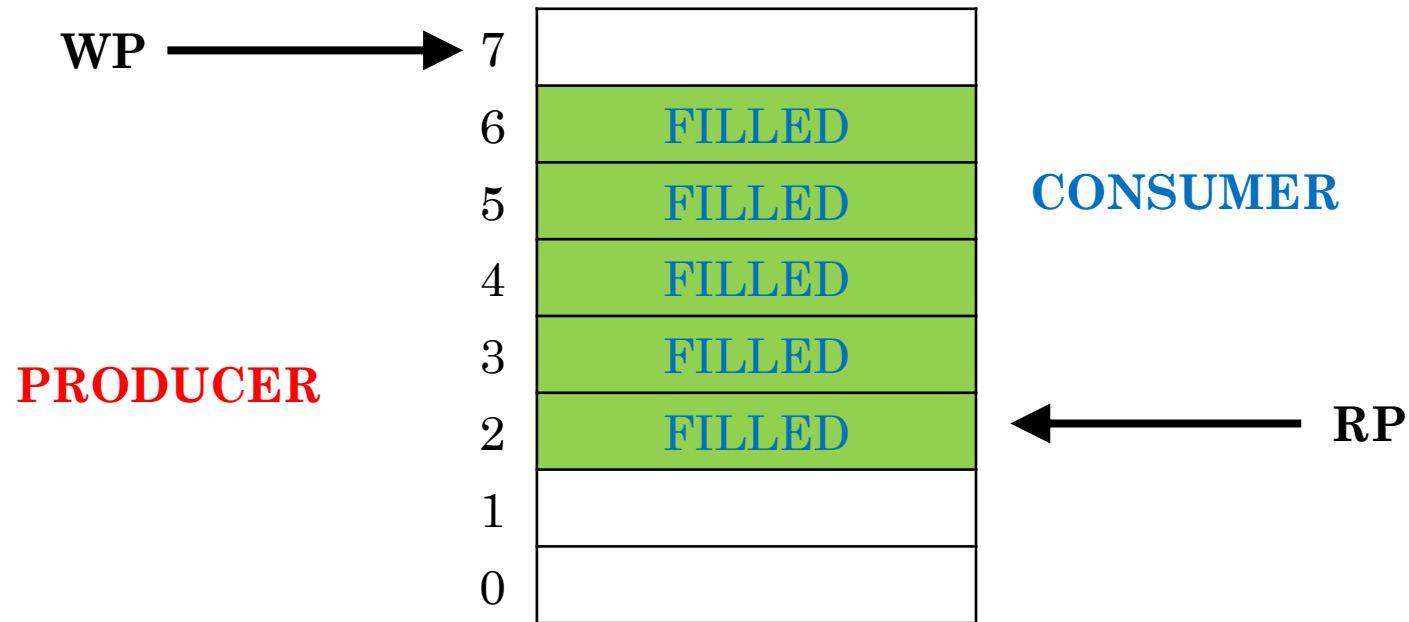 WP
7
6 FILLED
5 FILLED
CONSUMER
4 FILLED
3 FILLED
PRODUCER
2 FILLED
RP
1
0